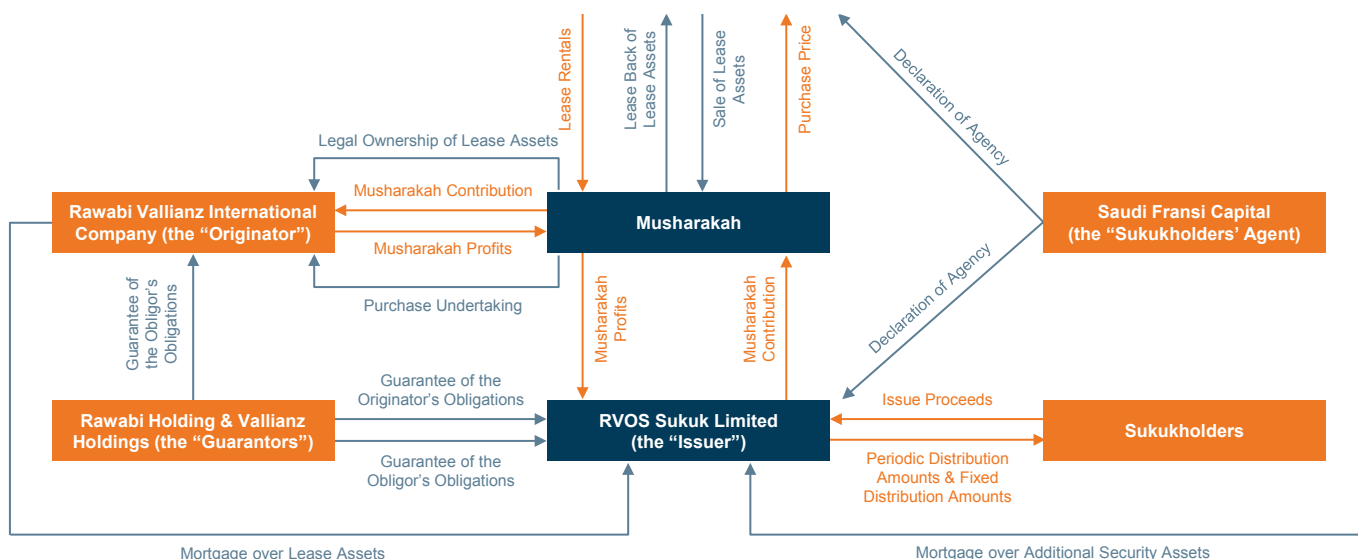 Lease Rentals
Lease Back of
Lease Assets
Sale of Lease
Assets
Purchase Price
Declaration of Agency
Legal Ownership of Lease Assets
Musharakah Contribution
Rawabi Vallianz International
Company (the “Originator”)
Musharakah
Saudi Fransi Capital
(the “Sukukholders’ Agent)
Musharakah Profits
Purchase Undertaking
Guarantee of
the Obligor’s
Obligations
Musharakah
Profits
Musharakah
Contribution
Declaration of Agency
Guarantee of the
Originator’s Obligations
Issue Proceeds
Rawabi Holding & Vallianz
Holdings (the “Guarantors”)
RVOS Sukuk Limited
(the “Issuer”)
Sukukholders
Guarantee of the
Obligor’s Obligations
Periodic Distribution
Amounts & Fixed
Distribution Amounts
Mortgage over Lease Assets
Mortgage over Additional Security Assets